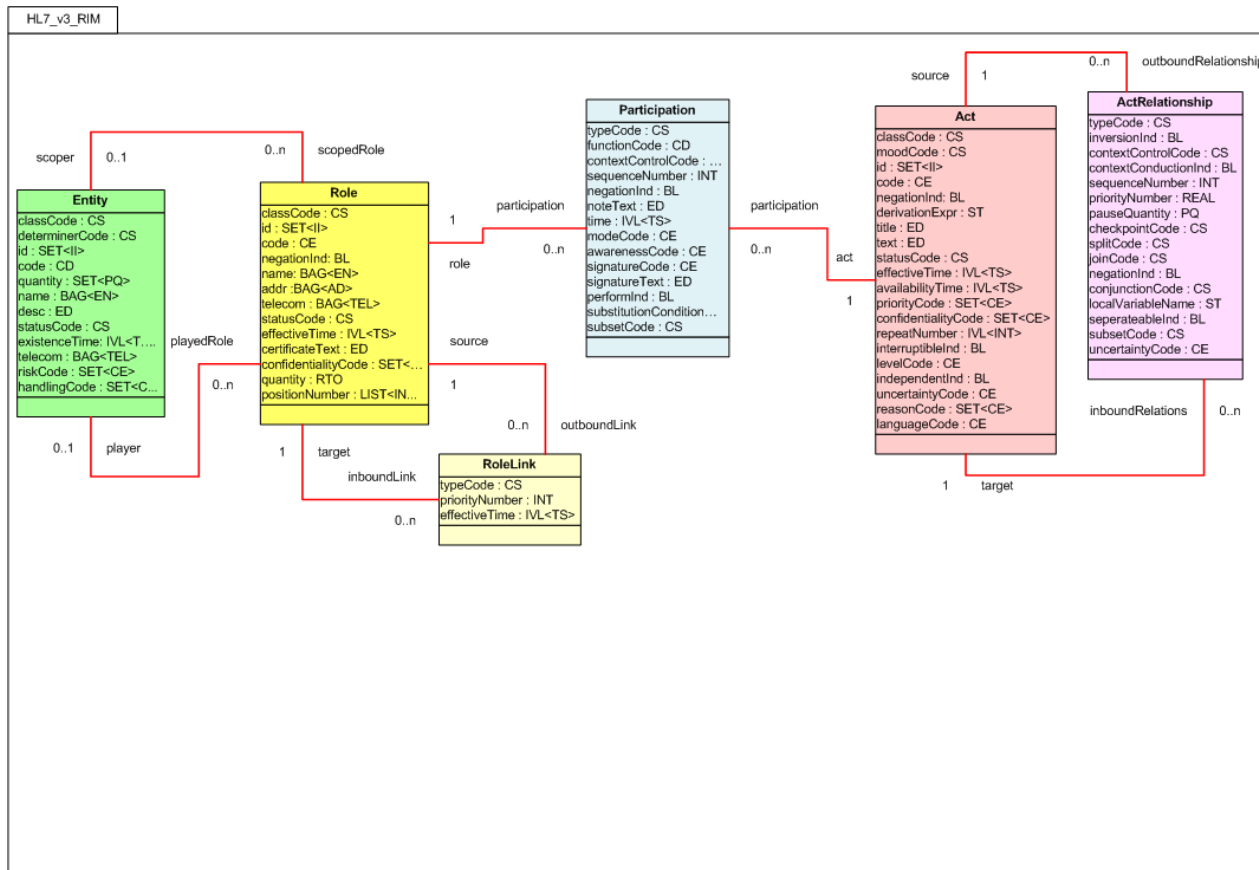 HL7_v3_RIM
source
1
0..n
outboundRelationship
scoper
0..1
0..n
scopedRole
Entity
classCode : CS
determinerCode : CS
id : SET<II>
code : CD
quantity : SET<PQ>
name : BAG<EN>
desc : ED
statusCode : CS
existenceTime: IVL<T....
telecom : BAG<TEL>
riskCode : SET<CE>
handlingCode : SET<C...
0..1
player
playedRole
0..n
Role
classCode : CS
id : SET<II>
code : CE
negationInd: BL
name: BAG<EN>
addr :BAG<AD>
telecom : BAG<TEL>
statusCode : CS
effectiveTime : IVL<TS>
certificateText : ED
confidentialityCode : SET<...
quantity : RTO
positionNumber : LIST<IN...
1
role
participation
0..n
source
1
0..n
outboundLink
1
target
inboundLink
0..n
RoleLink
typeCode : CS
priorityNumber : INT
effectiveTime : IVL<TS>
Participation
typeCode : CS
functionCode : CD
contextControlCode : ...
sequenceNumber : INT
negationInd : BL
noteText : ED
time : IVL<TS>
modeCode : CE
awarenessCode : CE
signatureCode : CE
signatureText : ED
performInd : BL
substitutionCondition...
subsetCode : CS
participation
0..n
act
1
Act
classCode : CS
moodCode : CS
id : SET<II>
code : CE
negationInd: BL
derivationExpr : ST
title : ED
text : ED
statusCode : CS
effectiveTime : IVL<TS>
availabilityTime : IVL<TS>
priorityCode : SET<CE>
confidentialityCode : SET<CE>
repeatNumber : IVL<INT>
interruptibleInd : BL
levelCode : CE
independentInd : BL
uncertaintyCode : CE
reasonCode : SET<CE>
languageCode : CE
1
target
ActRelationship
typeCode : CS
inversionInd : BL
contextControlCode : CS
contextConductionInd : BL
sequenceNumber : INT
priorityNumber : REAL
pauseQuantity : PQ
checkpointCode : CS
splitCode : CS
joinCode : CS
negationInd : BL
conjunctionCode : CS
localVariableName : ST
seperateableInd : BL
subsetCode : CS
uncertaintyCode : CE
inboundRelations
0..n